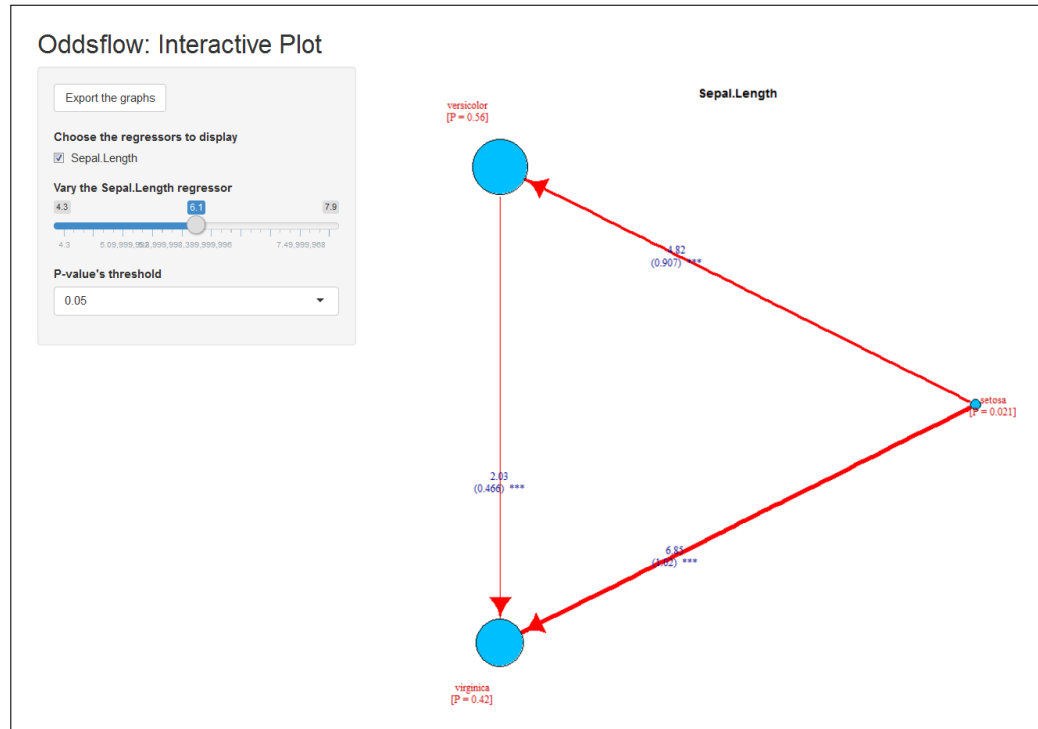 Oddsflow: Interactive Plot
Export the graphs
Choose the regressors to display
Sepal.Length
Vary the Sepal.Length regressor
4.3
6.1
7.9
4.3
7.49.999.968
P-value's threshold
0.05
Sepal.Length
versicolor
[P = 0.56]
4.82
(0.907) ***
setosa
[P = 0.021]
2.03
(0.466) ***
6.85
(1.02) ***
virginica
[P = 0.42]